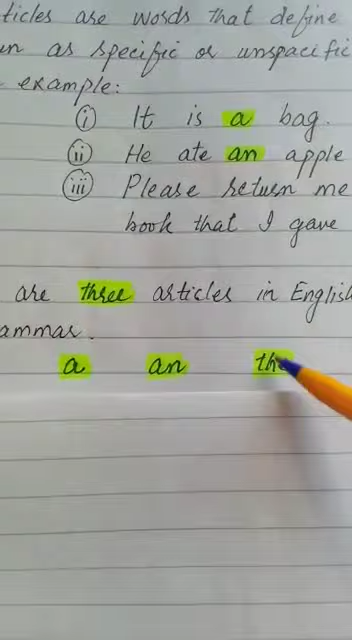 ticles are words that define
un as specific or unspecific
example:
(i) It is a bag.
(ii) He ate an apple
(iii) Please return me
book that I gave
are three articles in English
ammar.
a an the